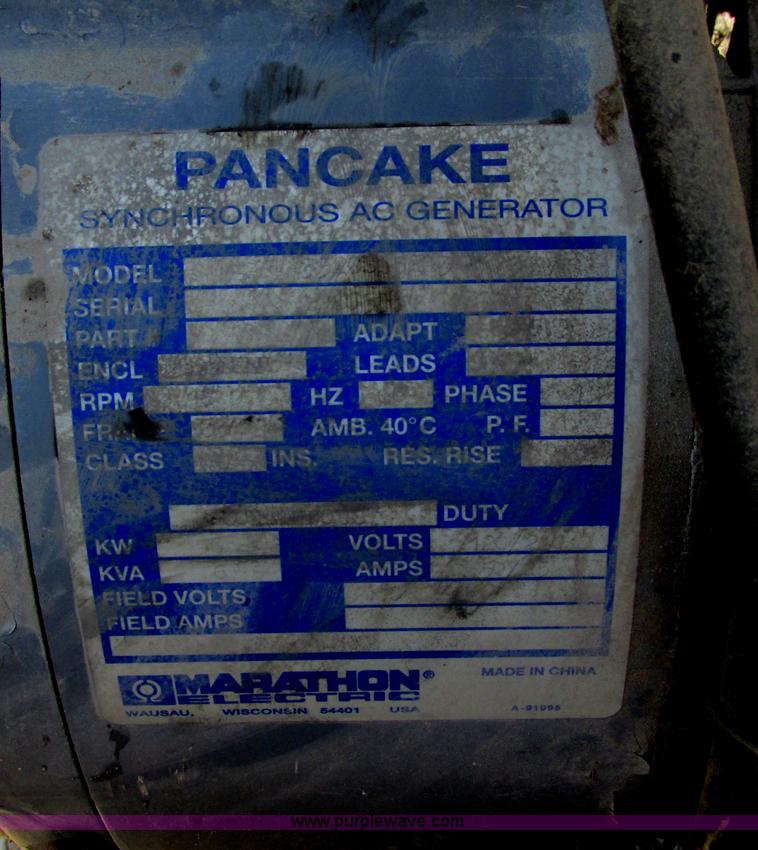 PANCAKE
SYNCHRONOUS AC GENERATOR
MODEL
SERIAL
PART # ADAPT
ENCL LEADS
RPM HZ PHASE
FRAME AMB. 40°C P. F.
CLASS INS. RES. RISE
DUTY
KW VOLTS
KVA AMPS
FIELD VOLTS
FIELD AMPS
MARATHON® MADE IN CHINA
ELECTRIC
WAUSAU, WISCONSIN 54401 USA A-91095
www.purplewave.com